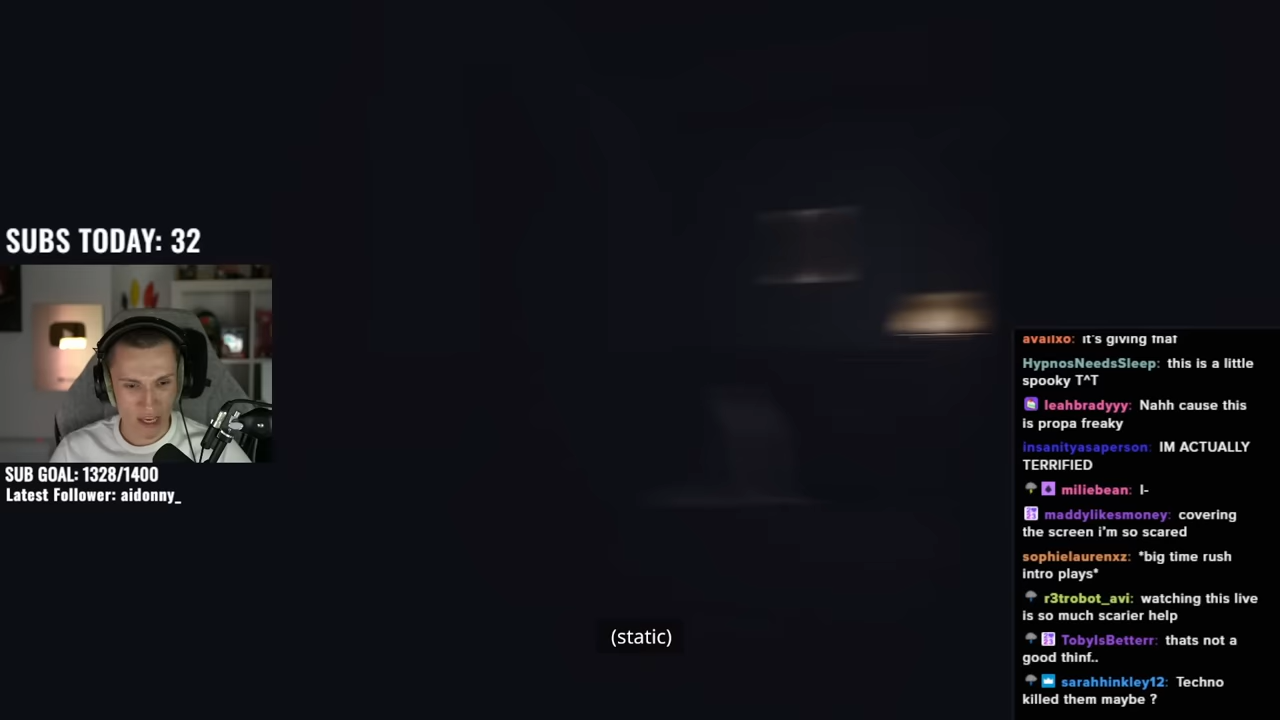 SUBS TODAY: 32
SUB GOAL: 1328/1400
Latest Follower: aidonny_
(static)
availxo: it's giving fnaf
HypnosNeedsSleep: this is a little
spooky T^T
leahbradyyy: Nahh cause this
is propa freaky
insanityasaperson: IM ACTUALLY
TERRIFIED
miliebean: I-
maddylikesmoney: covering
the screen i'm so scared
sophielaurenxz: *big time rush
intro plays*
r3trobot_avi: watching this live
is so much scarier help
TobyIsBetterr: thats not a
good thinf..
sarahhinkley12: Techno
killed them maybe ?